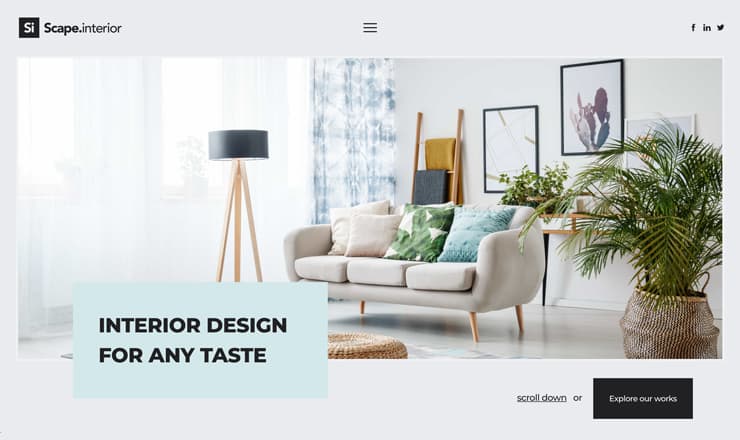 Si Scape.interior
f in
INTERIOR DESIGN
FOR ANY TASTE
scroll down or Explore our works